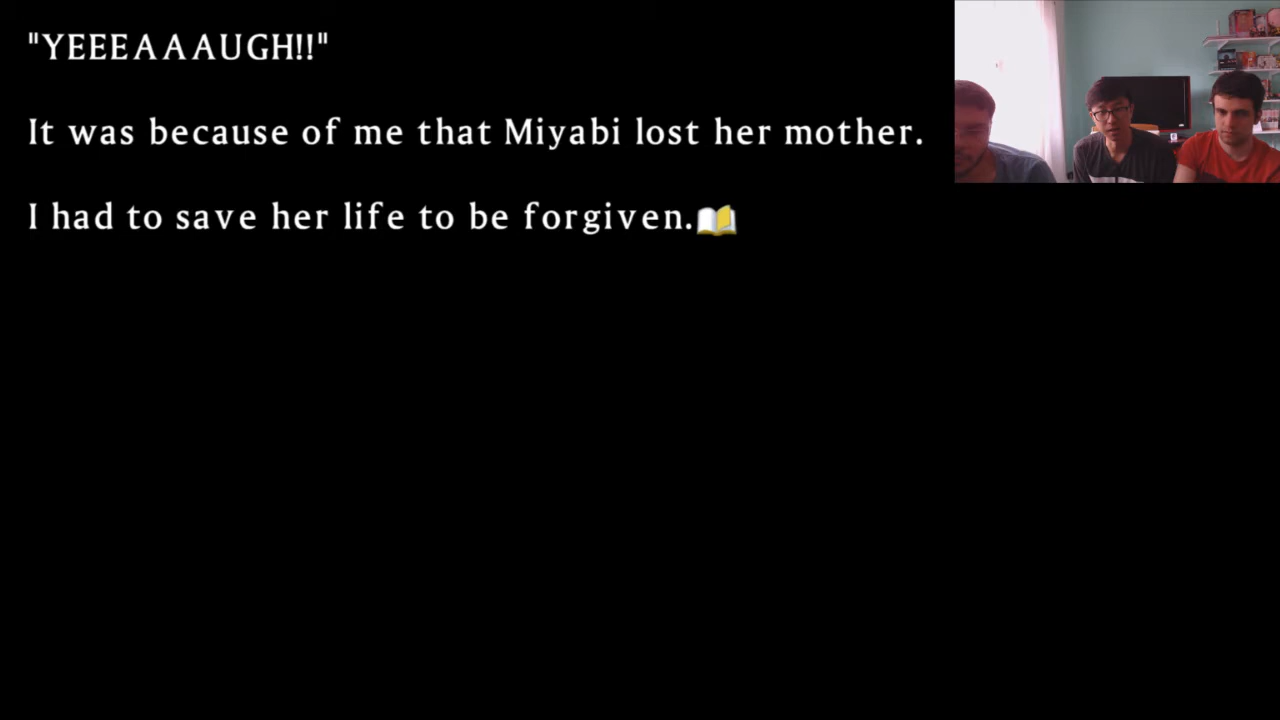 "YEEEAAAUGH!!"
It was because of me that Miyabi lost her mother.
I had to save her life to be forgiven.